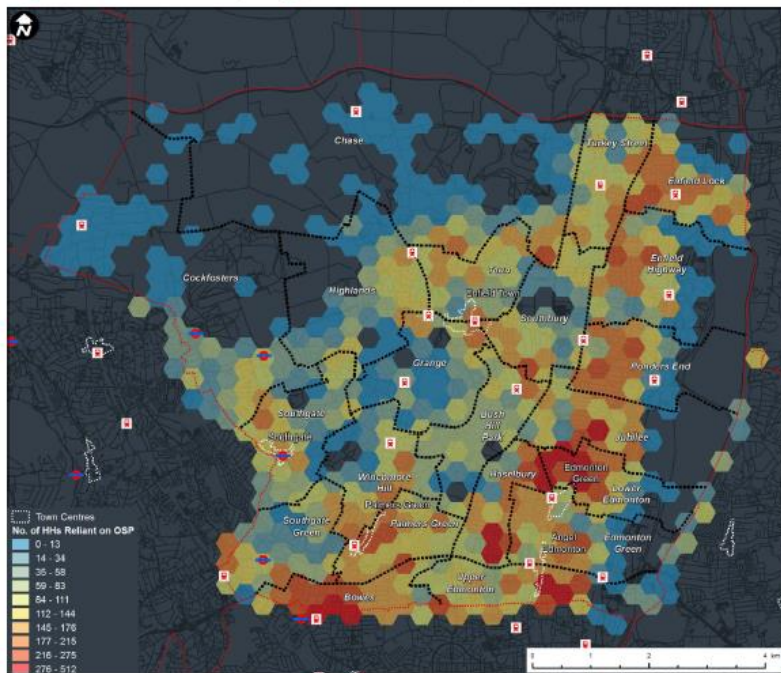 N
Chase
Turkey Street
Enfield Lock
Cockfosters
Highlands
Town
Enfield Town
Enfield
Highway
Southbury
Grange
Ponders End
Southgate
Southgate
Bush
Hill
Park
Jubilee
Haselbury
Edmonton
Green
Winchmore
Hill
Lower
Edmonton
Palmers Green
Palmers Green
Southgate
Green
Angel
Edmonton
Edmonton
Green
Upper
Edmonton
Bowes
Town Centres
No. of HHs Reliant on OSP
0 - 13
14 - 34
35 - 58
59 - 83
84 - 111
112 - 144
145 - 176
177 - 215
216 - 275
276 - 512
0 1 2 4 km